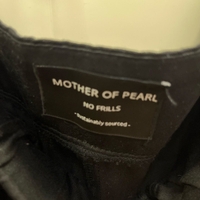 MOTHER OF PEARL
NO FRILLS
- sustainably sourced -